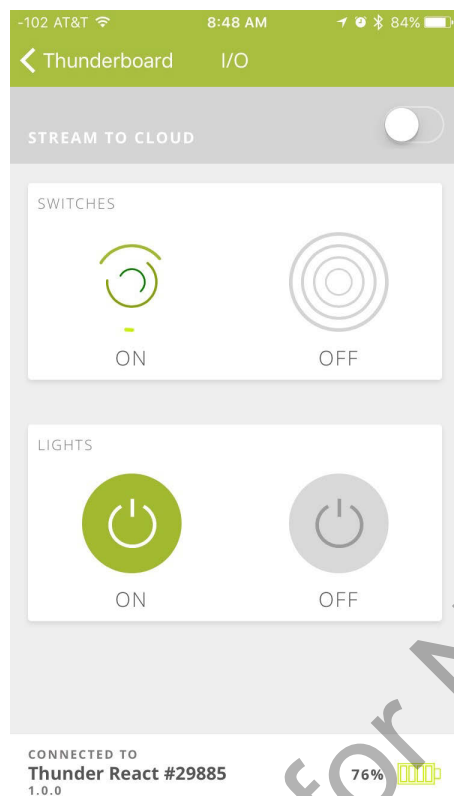 -102 AT&T 8:48 AM 84%
Thunderboard I/O
STREAM TO CLOUD
SWITCHES
ON OFF
LIGHTS
ON OFF
CONNECTED TO
Thunder React #29885 76%
1.0.0
for